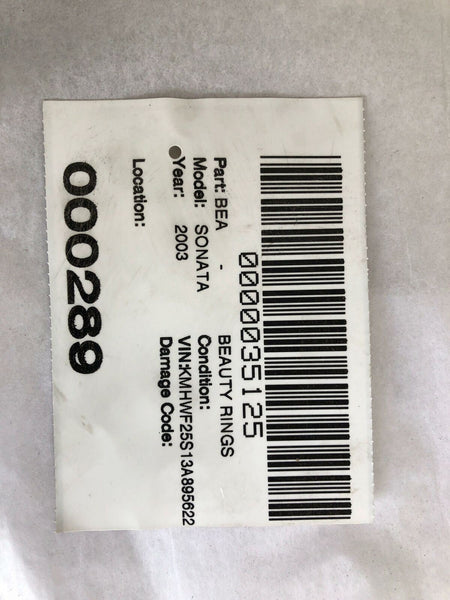 0000035125
Part: BEA - BEAUTY RINGS
Model: SONATA Condition:
Year: 2003 VIN:KMHWF25S13A895622
Location: Damage Code:
000289